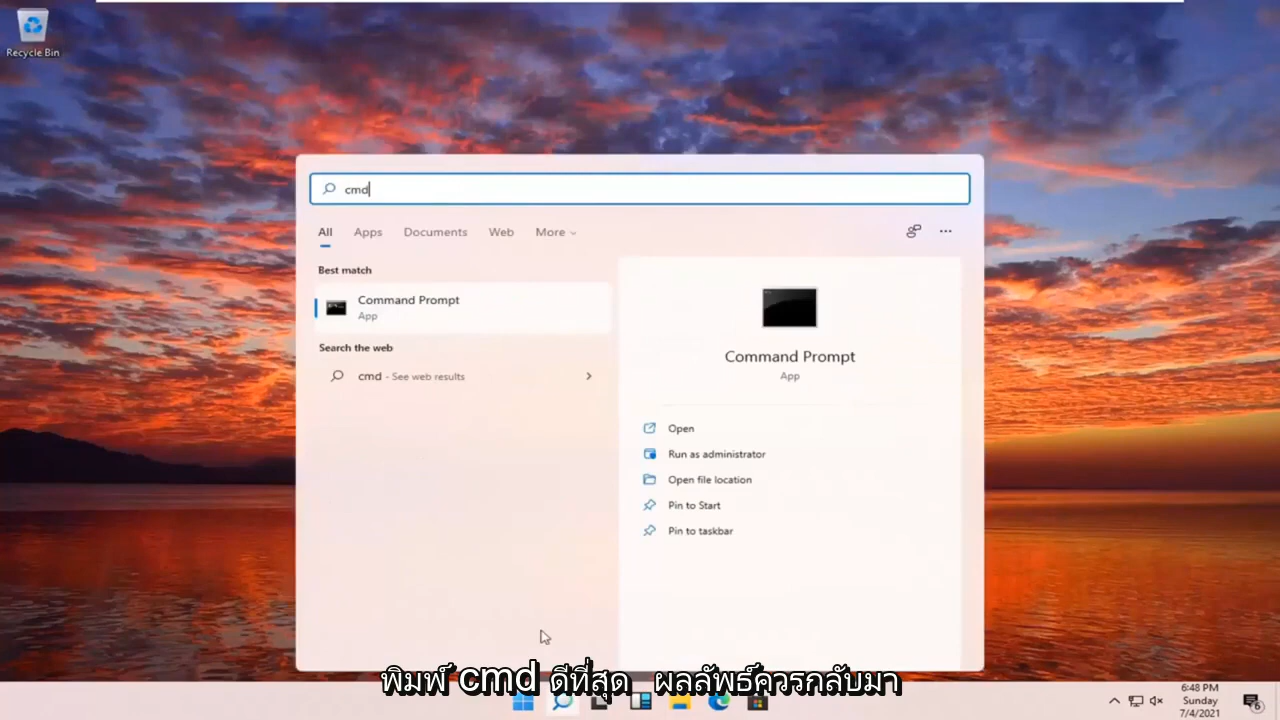 Recycle Bin
cmd
All Apps Documents Web More
Best match
Command Prompt
App
Search the web
cmd - See web results
Command Prompt
App
Open
Run as administrator
Open file location
Pin to Start
Pin to taskbar
พิมพ์ cmd ดีที่สุด ผลลัพธ์ควรกลับมา
6:48 PM
Sunday
7/4/2021
6